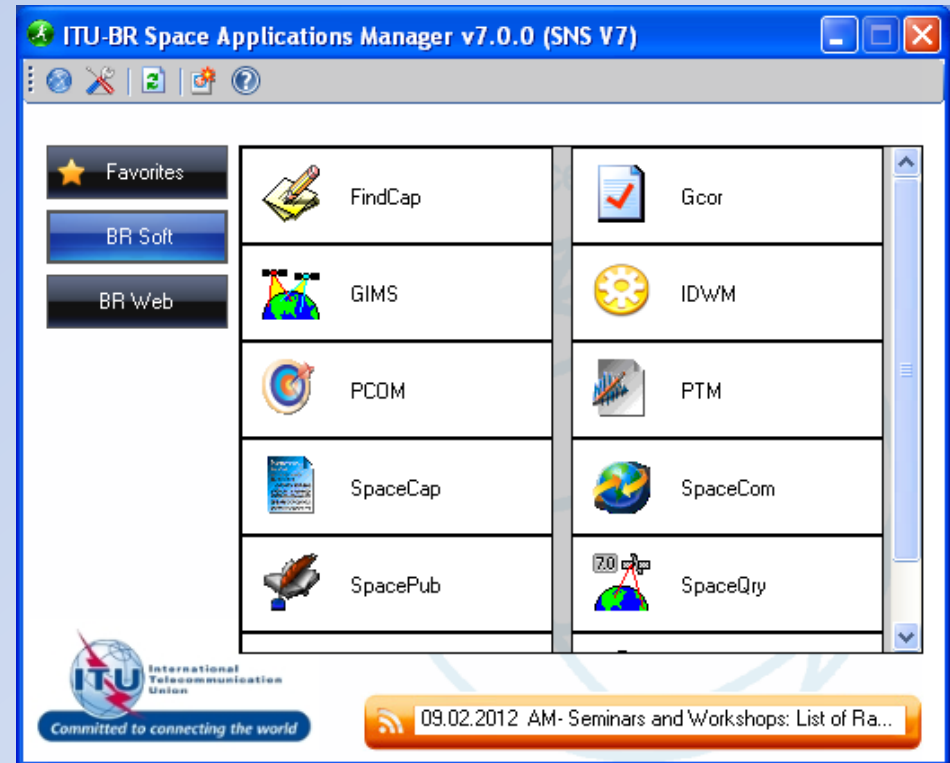 ITU-BR Space Applications Manager v7.0.0 (SNS V7)
Favorites
BR Soft
BR Web
FindCap
Gcor
GIMS
IDWM
PCOM
PTM
SpaceCap
SpaceCom
SpacePub
7.0
SpaceQry
ITU
International
Telecommunication
Union
Committed to connecting the world
09.02.2012 AM- Seminars and Workshops: List of Ra...